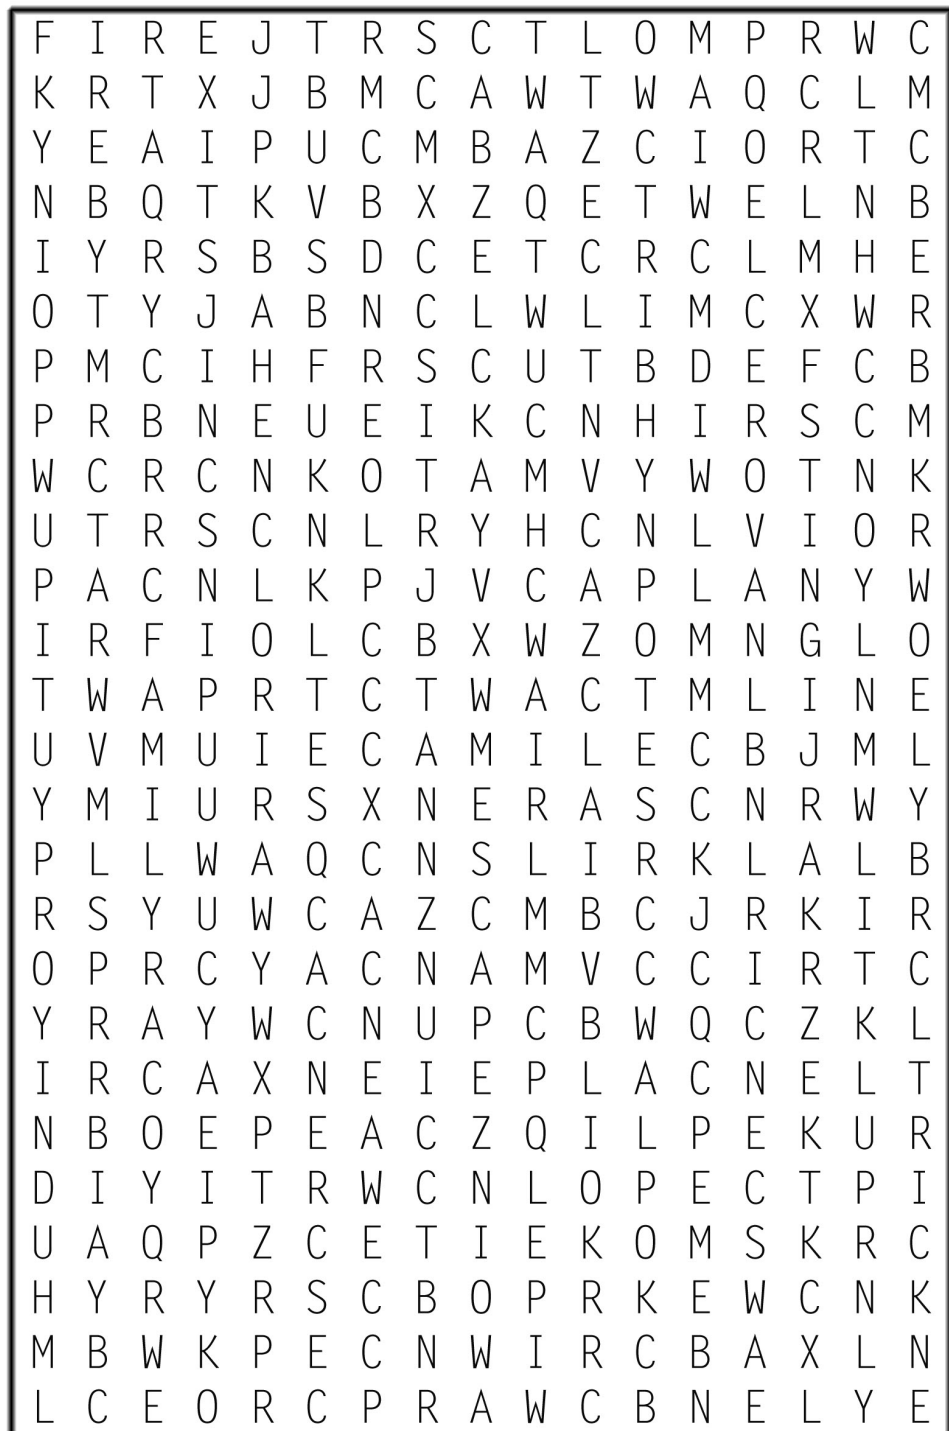 F I R E J T R S C T L O M P R W C
K R T X J B M C A W T W A Q C L M
Y E A I P U C M B A Z C I O R T C
N B Q T K V B X Z Q E T W E L N B
I Y R S B S D C E T C R C L M H E
O T Y J A B N C L W L I M C X W R
P M C I H F R S C U T B D E F C B
P R B N E U E I K C N H I R S C M
W C R C N K O T A M V Y W O T N K
U T R S C N L R Y H C N L V I O R
P A C N L K P J V C A P L A N Y W
I R F I O L C B X W Z O M N G L O
T W A P R T C T W A C T M L I N E
U V M U I E C A M I L E C B J M L
Y M I U R S X N E R A S C N R W Y
P L L W A Q C N S L I R K L A L B
R S Y U W C A Z C M B C J R K I R
O P R C Y A C N A M V C C I R T C
Y R A Y W C N U P C B W Q C Z K L
I R C A X N E I E P L A C N E L T
N B O E P E A C Z Q I L P E K U R
D I Y I T R W C N L O P E C T P I
U A Q P Z C E T I E K O M S K R C
H Y R Y R S C B O P R K E W C N K
M B W K P E C N W I R C B A X L N
L C E O R C P R A W C B N E L Y E